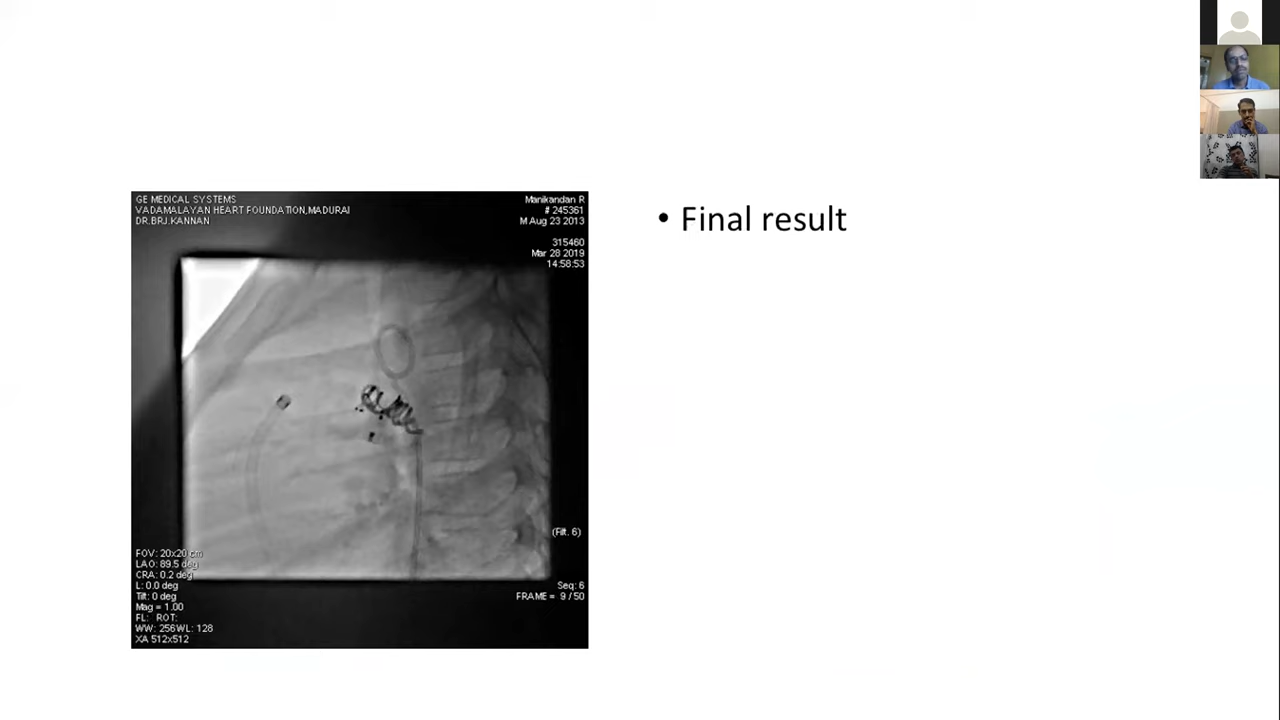 GE MEDICAL SYSTEMS
VADAMALAYAN HEART FOUNDATION,MADURAI
DR.BRJ.KANNAN
Manikandan R
# 245361
M Aug 23 2013
315460
Mar 28 2019
14:58:53
• Final result
(Filt. 6)
FOV: 20x20 cm
LAO: 89.5 deg
CRA: 0.2 deg
L: 0.0 deg
Tilt: 0 deg
Mag = 1.00
FL: ROT:
WW: 256WL: 128
XA 512x512
Seq: 6
FRAME = 9 / 50